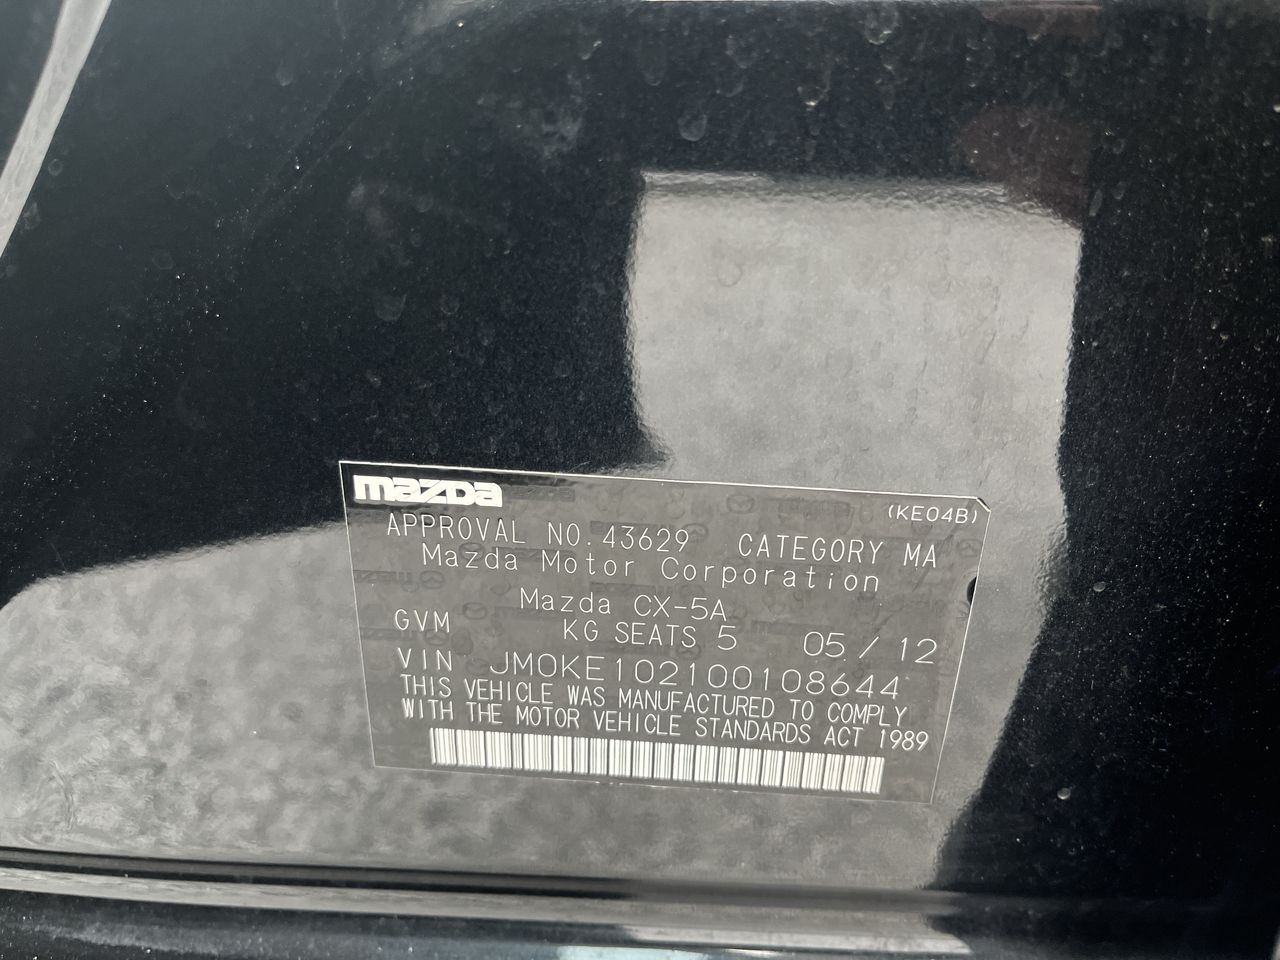 mazda
(KE04B)
APPROVAL NO. 43629 CATEGORY MA
Mazda Motor Corporation
Mazda CX-5A
GVM KG SEATS 5 05 / 12
VIN JM0KE102100108644
THIS VEHICLE WAS MANUFACTURED TO COMPLY
WITH THE MOTOR VEHICLE STANDARDS ACT 1989